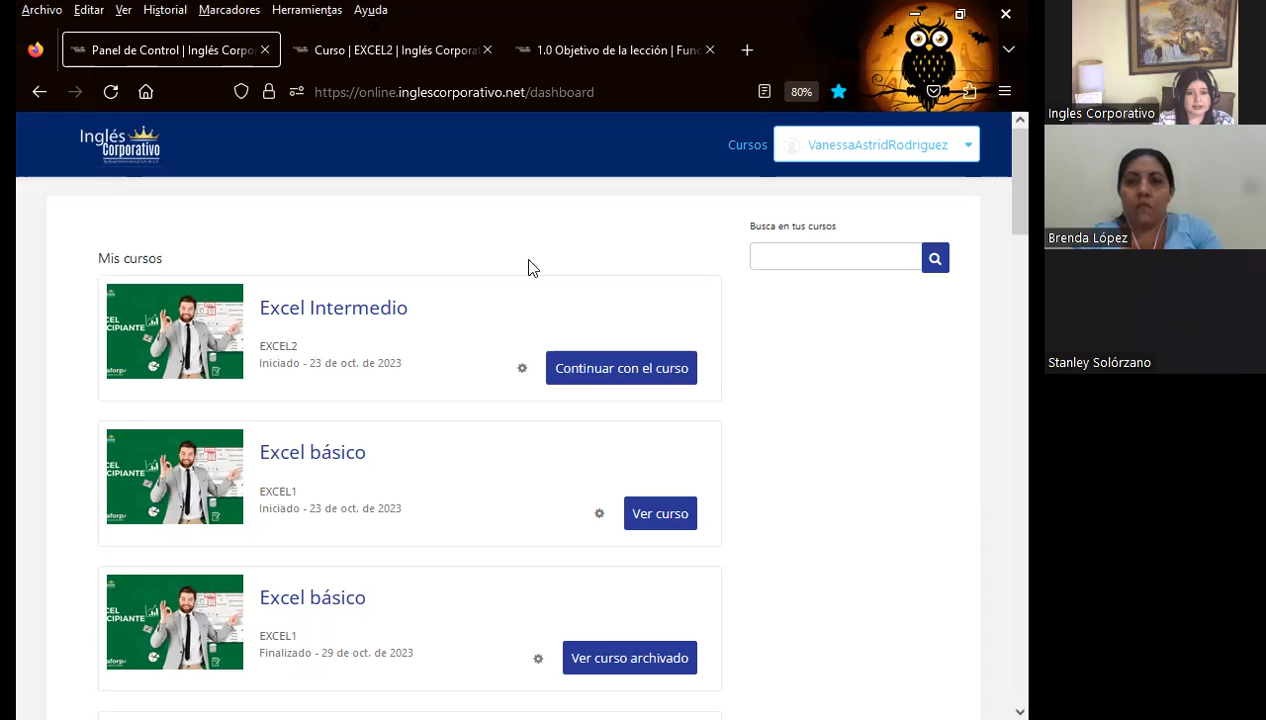 Archivo Editar Ver Historial Marcadores Herramientas Ayuda
Panel de Control | Inglés Corpo
Curso | EXCEL2 | Inglés Corpora
1.0 Objetivo de la lección | Func
https://online.inglescorporativo.net/dashboard
80%
Inglés
Corporativo
Cursos
VanessaAstridRodriguez
Busca en tus cursos
Mis cursos
Excel Intermedio
EXCEL2
Iniciado - 23 de oct. de 2023
Continuar con el curso
Excel básico
EXCEL1
Iniciado - 23 de oct. de 2023
Ver curso
Excel básico
EXCEL1
Finalizado - 29 de oct. de 2023
Ver curso archivado
Ingles Corporativo
Brenda López
Stanley Solórzano